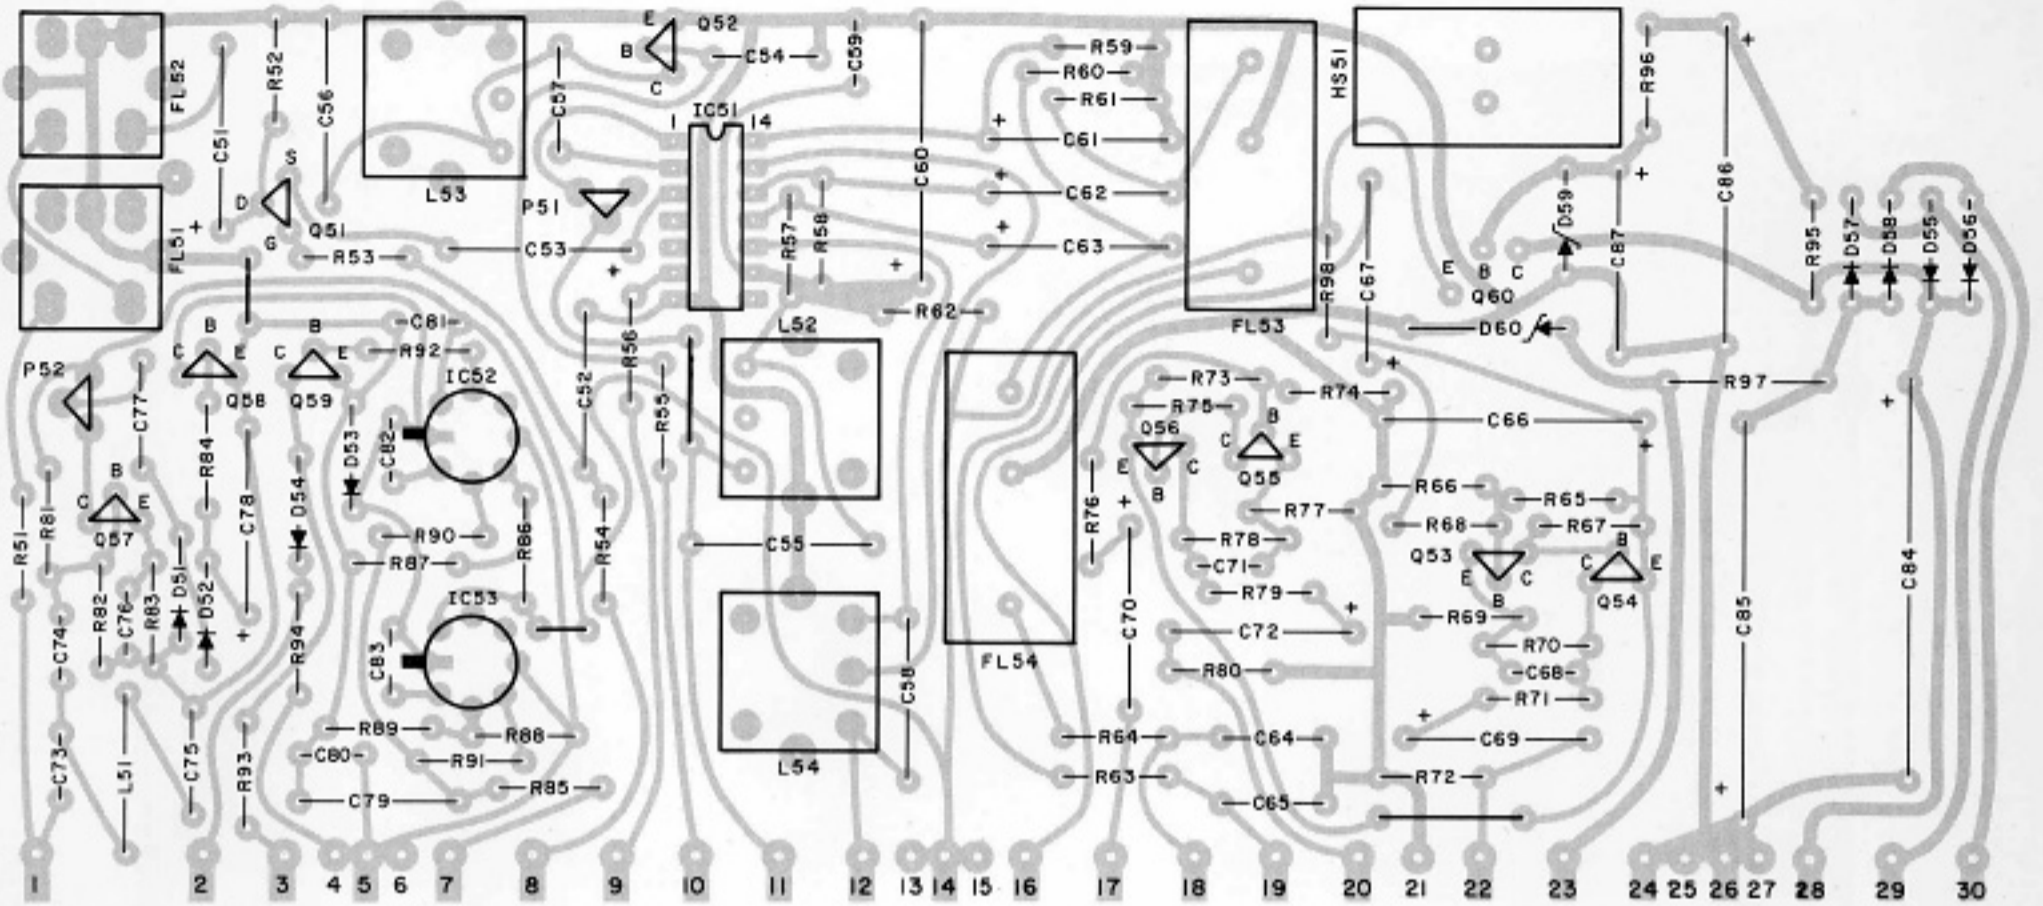 FL52
C51
R52
C56
L53
C57
E
Q52
B
C
C54
C59
IC51
1
14
+
C60
R59
R60
R61
+
C61
+
C62
+
C63
HS51
R96
+
C86
FL51
+
D
S
G
Q51
R53
P51
C53
+
R57
R58
+
R62
FL53
R98
C67
+
E
B
C
Q60
D59
D60
+
C87
R95
D57
D58
D55
D56
P52
C77
B
C
E
Q58
B
C
E
Q59
C81
R92
IC52
C52
R56
R55
L52
R73
R75
R74
Q56
E
C
B
B
C
E
Q55
C66
+
R97
+
R84
C78
+
D53
C82
D54
R51
R81
B
C
E
Q57
R90
R87
R86
R54
C55
R76
+
R77
R78
C71
R79
+
C72
R80
C70
R66
R65
R68
R67
Q53
E
C
B
B
C
E
Q54
R69
R70
C68
R71
+
C69
R72
C85
+
C84
R82
C76
R83
D51
D52
C74
C73
R94
IC53
C83
L51
C75
R93
R89
C80
R88
R91
R85
C79
L54
C58
FL54
R64
R63
C64
C65
1 2 3 4 5 6 7 8 9 10 11 12 13 14 15 16 17 18 19 20 21 22 23 24 25 26 27 28 29 30